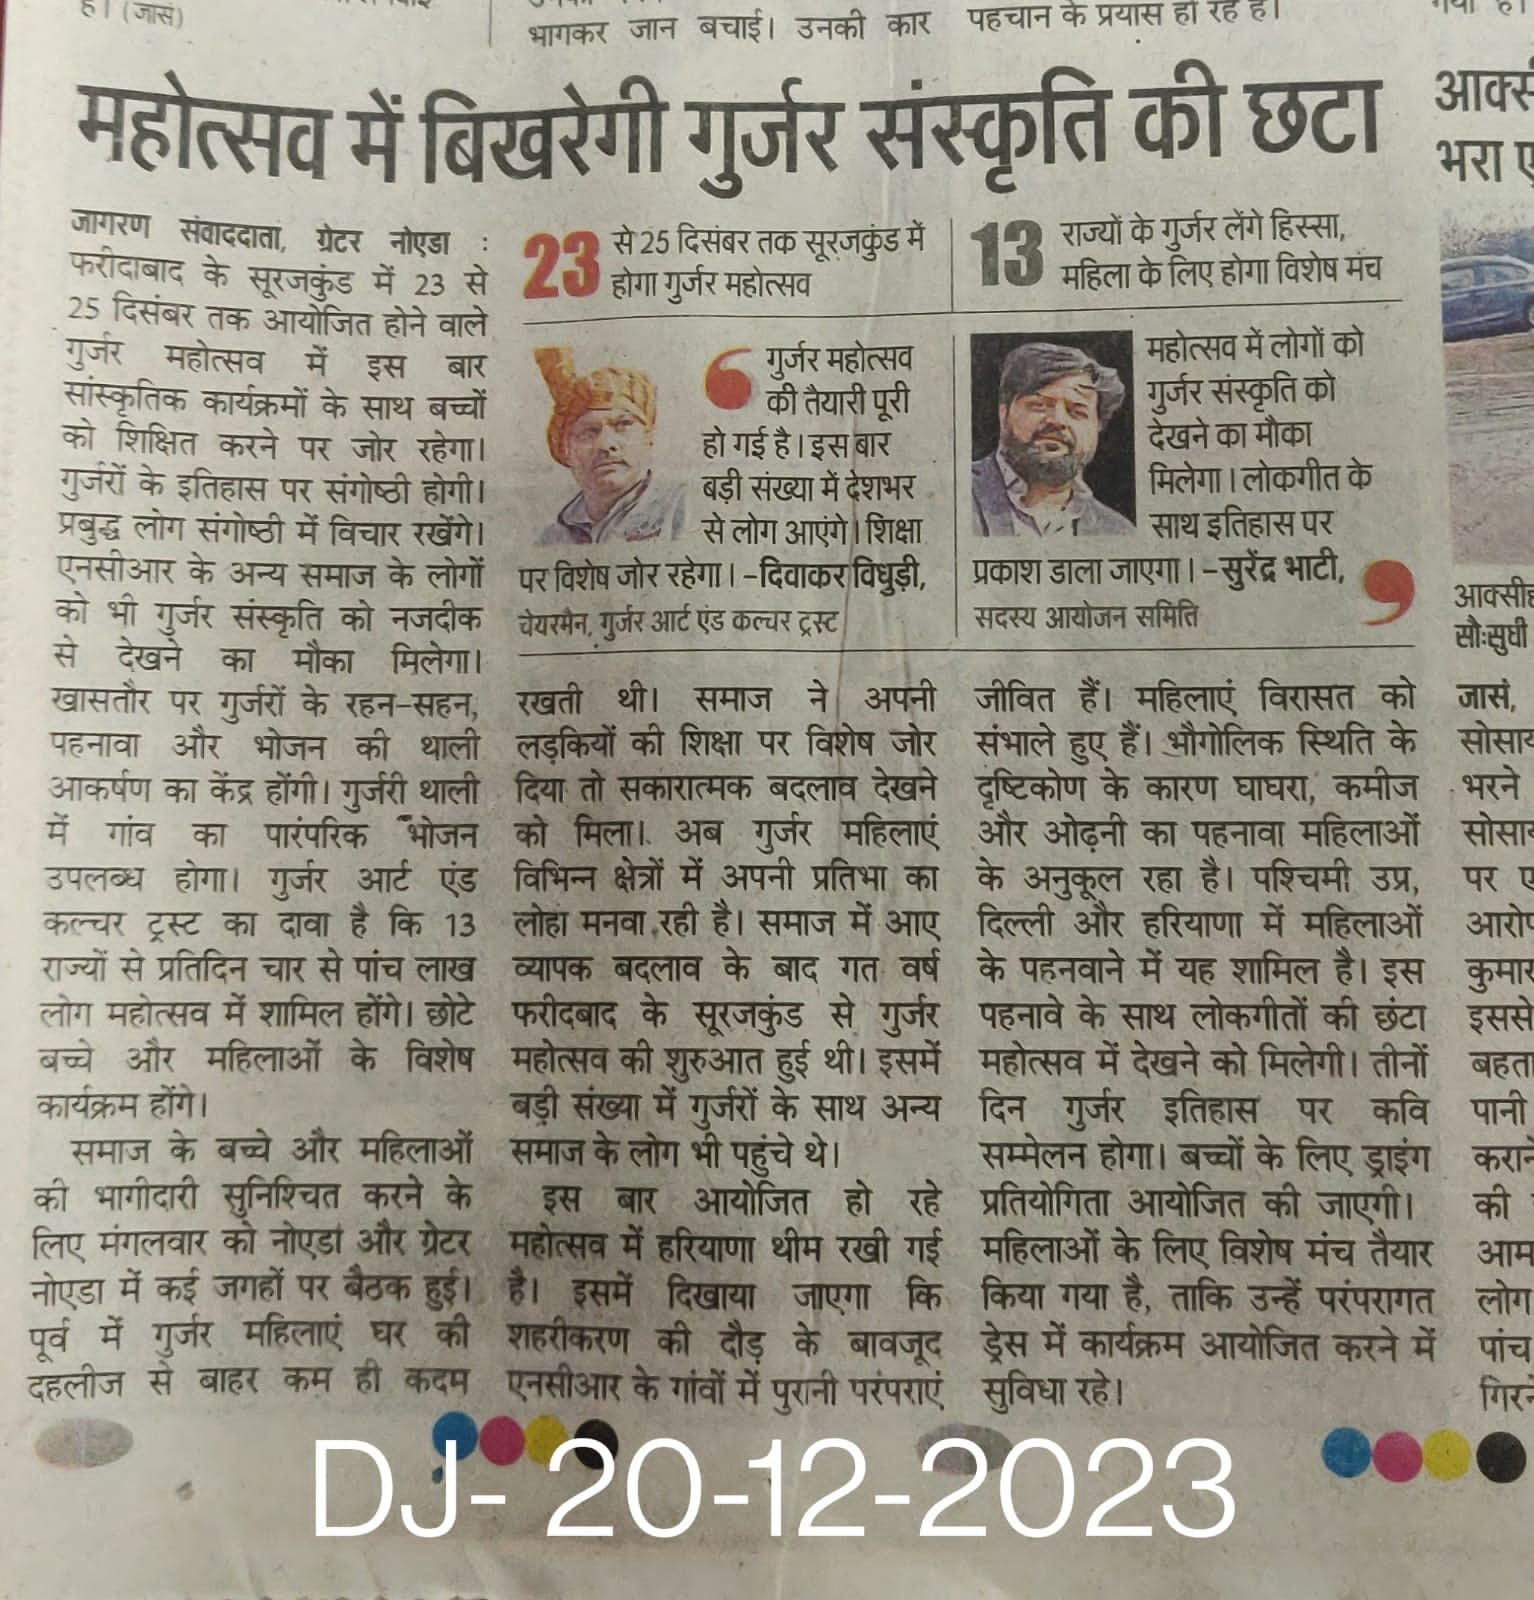 है। (जासं)
भागकर जान बचाई। उनकी कार
पहचान के प्रयास हो रहे हैं।
महोत्सव में बिखरेगी गुर्जर संस्कृति की छटा
जागरण संवाददाता, ग्रेटर नोएडा :
फरीदाबाद के सूरजकुंड में 23 से
25 दिसंबर तक आयोजित होने वाले
गुर्जर महोत्सव में इस बार
सांस्कृतिक कार्यक्रमों के साथ बच्चों
को शिक्षित करने पर जोर रहेगा।
गुर्जरों के इतिहास पर संगोष्ठी होगी।
प्रबुद्ध लोग संगोष्ठी में विचार रखेंगे।
एनसीआर के अन्य समाज के लोगों
को भी गुर्जर संस्कृति को नजदीक
से देखने का मौका मिलेगा।
खासतौर पर गुर्जरों के रहन-सहन,
पहनावा और भोजन की थाली
आकर्षण का केंद्र होंगी। गुर्जरी थाली
में गांव का पारंपरिक भोजन
उपलब्ध होगा। गुर्जर आर्ट एंड
कल्चर ट्रस्ट का दावा है कि 13
राज्यों से प्रतिदिन चार से पांच लाख
लोग महोत्सव में शामिल होंगे। छोटे
बच्चे और महिलाओं के विशेष
कार्यक्रम होंगे।
समाज के बच्चे और महिलाओं
की भागीदारी सुनिश्चित करने के
लिए मंगलवार को नोएडा और ग्रेटर
नोएडा में कई जगहों पर बैठक हुई।
पूर्व में गुर्जर महिलाएं घर की
दहलीज से बाहर कम ही कदम
23 से 25 दिसंबर तक सूरजकुंड में
होगा गुर्जर महोत्सव
13 राज्यों के गुर्जर लेंगे हिस्सा,
महिला के लिए होगा विशेष मंच
गुर्जर महोत्सव
की तैयारी पूरी
हो गई है। इस बार
बड़ी संख्या में देशभर
से लोग आएंगे। शिक्षा
पर विशेष जोर रहेगा। -दिवाकर विधुड़ी,
चेयरमैन, गुर्जर आर्ट एंड कल्चर ट्रस्ट
महोत्सव में लोगों को
गुर्जर संस्कृति को
देखने का मौका
मिलेगा। लोकगीत के
साथ इतिहास पर
प्रकाश डाला जाएगा। -सुरेंद्र भाटी,
सदस्य आयोजन समिति
रखती थी। समाज ने अपनी
लड़कियों की शिक्षा पर विशेष जोर
दिया तो सकारात्मक बदलाव देखने
को मिला। अब गुर्जर महिलाएं
विभिन्न क्षेत्रों में अपनी प्रतिभा का
लोहा मनवा रही है। समाज में आए
व्यापक बदलाव के बाद गत वर्ष
फरीदबाद के सूरजकुंड से गुर्जर
महोत्सव की शुरुआत हुई थी। इसमें
बड़ी संख्या में गुर्जरों के साथ अन्य
समाज के लोग भी पहुंचे थे।
इस बार आयोजित हो रहे
महोत्सव में हरियाणा थीम रखी गई
है। इसमें दिखाया जाएगा कि
शहरीकरण की दौड़ के बावजूद
एनसीआर के गांवों में पुरानी परंपराएं
जीवित हैं। महिलाएं विरासत को
संभाले हुए हैं। भौगोलिक स्थिति के
दृष्टिकोण के कारण घाघरा, कमीज
और ओढ़नी का पहनावा महिलाओं
के अनुकूल रहा है। पश्चिमी उप्र,
दिल्ली और हरियाणा में महिलाओं
के पहनवाने में यह शामिल है। इस
पहनावे के साथ लोकगीतों की छंटा
महोत्सव में देखने को मिलेगी। तीनों
दिन गुर्जर इतिहास पर कवि
सम्मेलन होगा। बच्चों के लिए ड्राइंग
प्रतियोगिता आयोजित की जाएगी।
महिलाओं के लिए विशेष मंच तैयार
किया गया है, ताकि उन्हें परंपरागत
ड्रेस में कार्यक्रम आयोजित करने में
सुविधा रहे।
भरा
सौ:सुधी
जासं,
भरने
पर
इससे
पानी
की
लोग
पांच
DJ- 20-12-2023